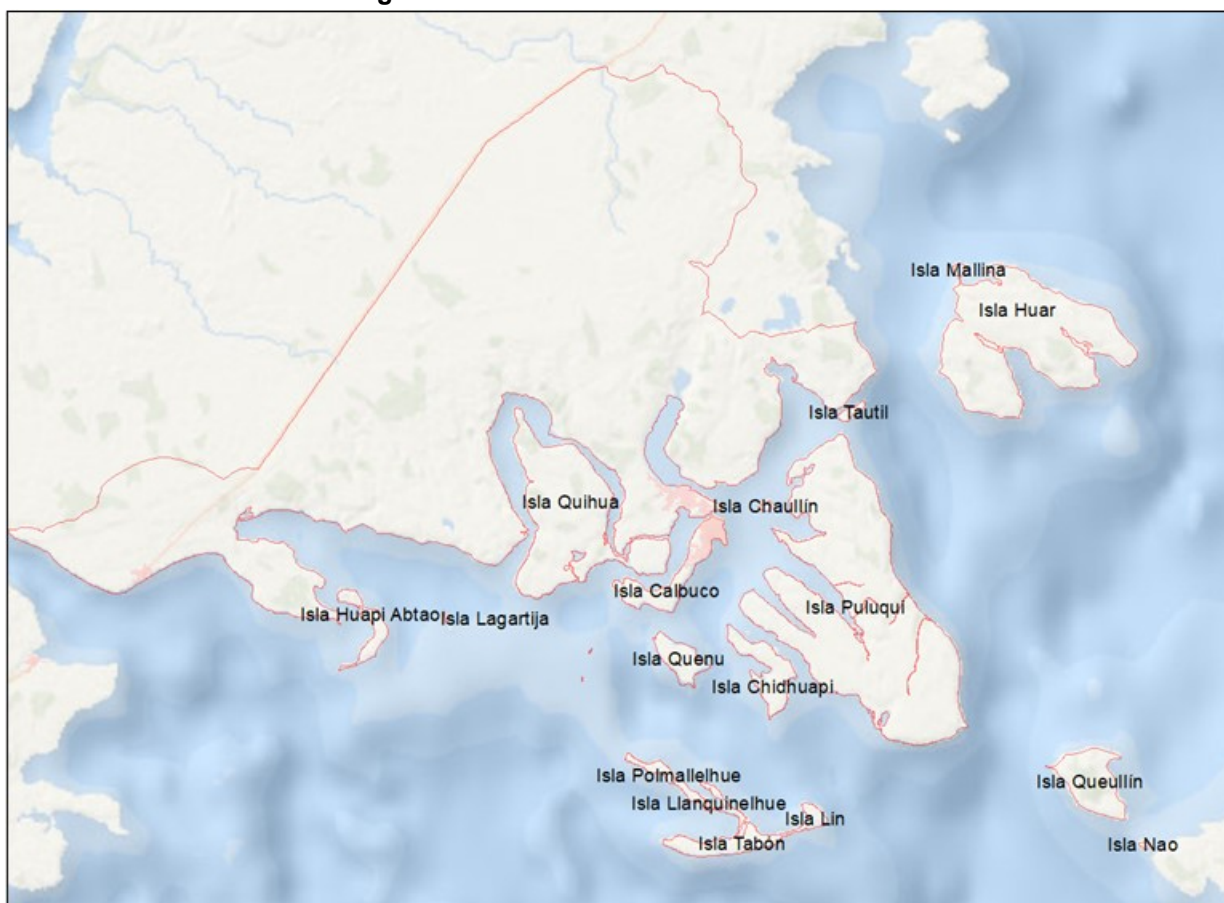 Isla Mallina
Isla Huar
Isla Tautil
Isla Quihua
Isla Chaullín
Isla Calbuco
Isla Puluqui
Isla Huapi Abtao
Isla Lagartija
Isla Quenu
Isla Chidhuapi
Isla Polmallelhue
Isla Queullín
Isla Llanquinelhue
Isla Lin
Isla Tabón
Isla Nao